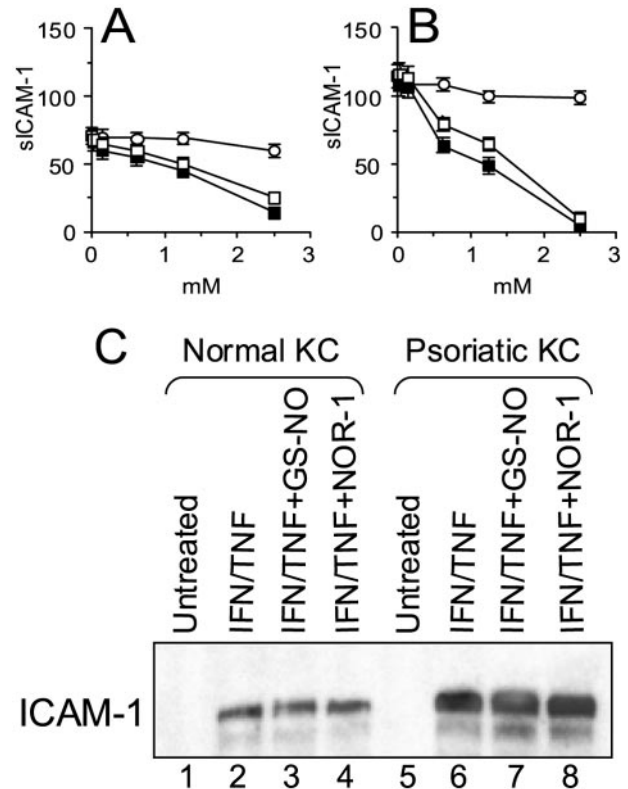 A
150
100
50
0
sICAM-1
0 1 2 3
mM
B
150
100
50
0
sICAM-1
0 1 2 3
mM
C
Normal KC Psoriatic KC
Untreated
IFN/TNF
IFN/TNF+GS-NO
IFN/TNF+NOR-1
Untreated
IFN/TNF
IFN/TNF+GS-NO
IFN/TNF+NOR-1
ICAM-1
1 2 3 4 5 6 7 8